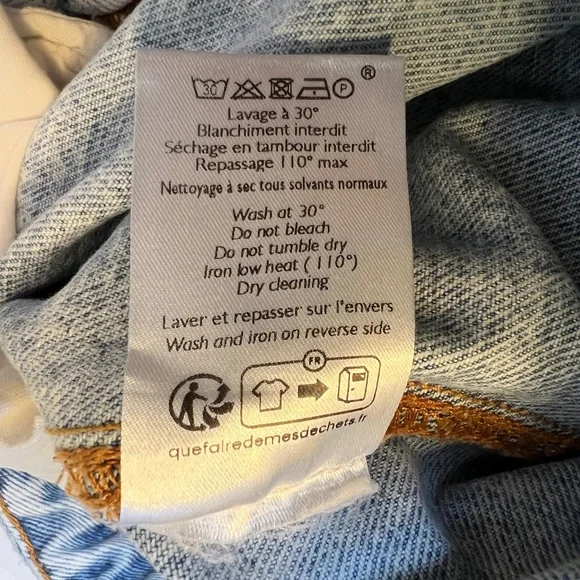 30 P ®
Lavage à 30°
Blanchiment interdit
Séchage en tambour interdit
Repassage 110° max
Nettoyage à sec tous solvants normaux
Wash at 30°
Do not bleach
Do not tumble dry
Iron low heat ( 110°)
Dry cleaning
Laver et repasser sur l'envers
Wash and iron on reverse side
FR
quefairedemesdechets.fr